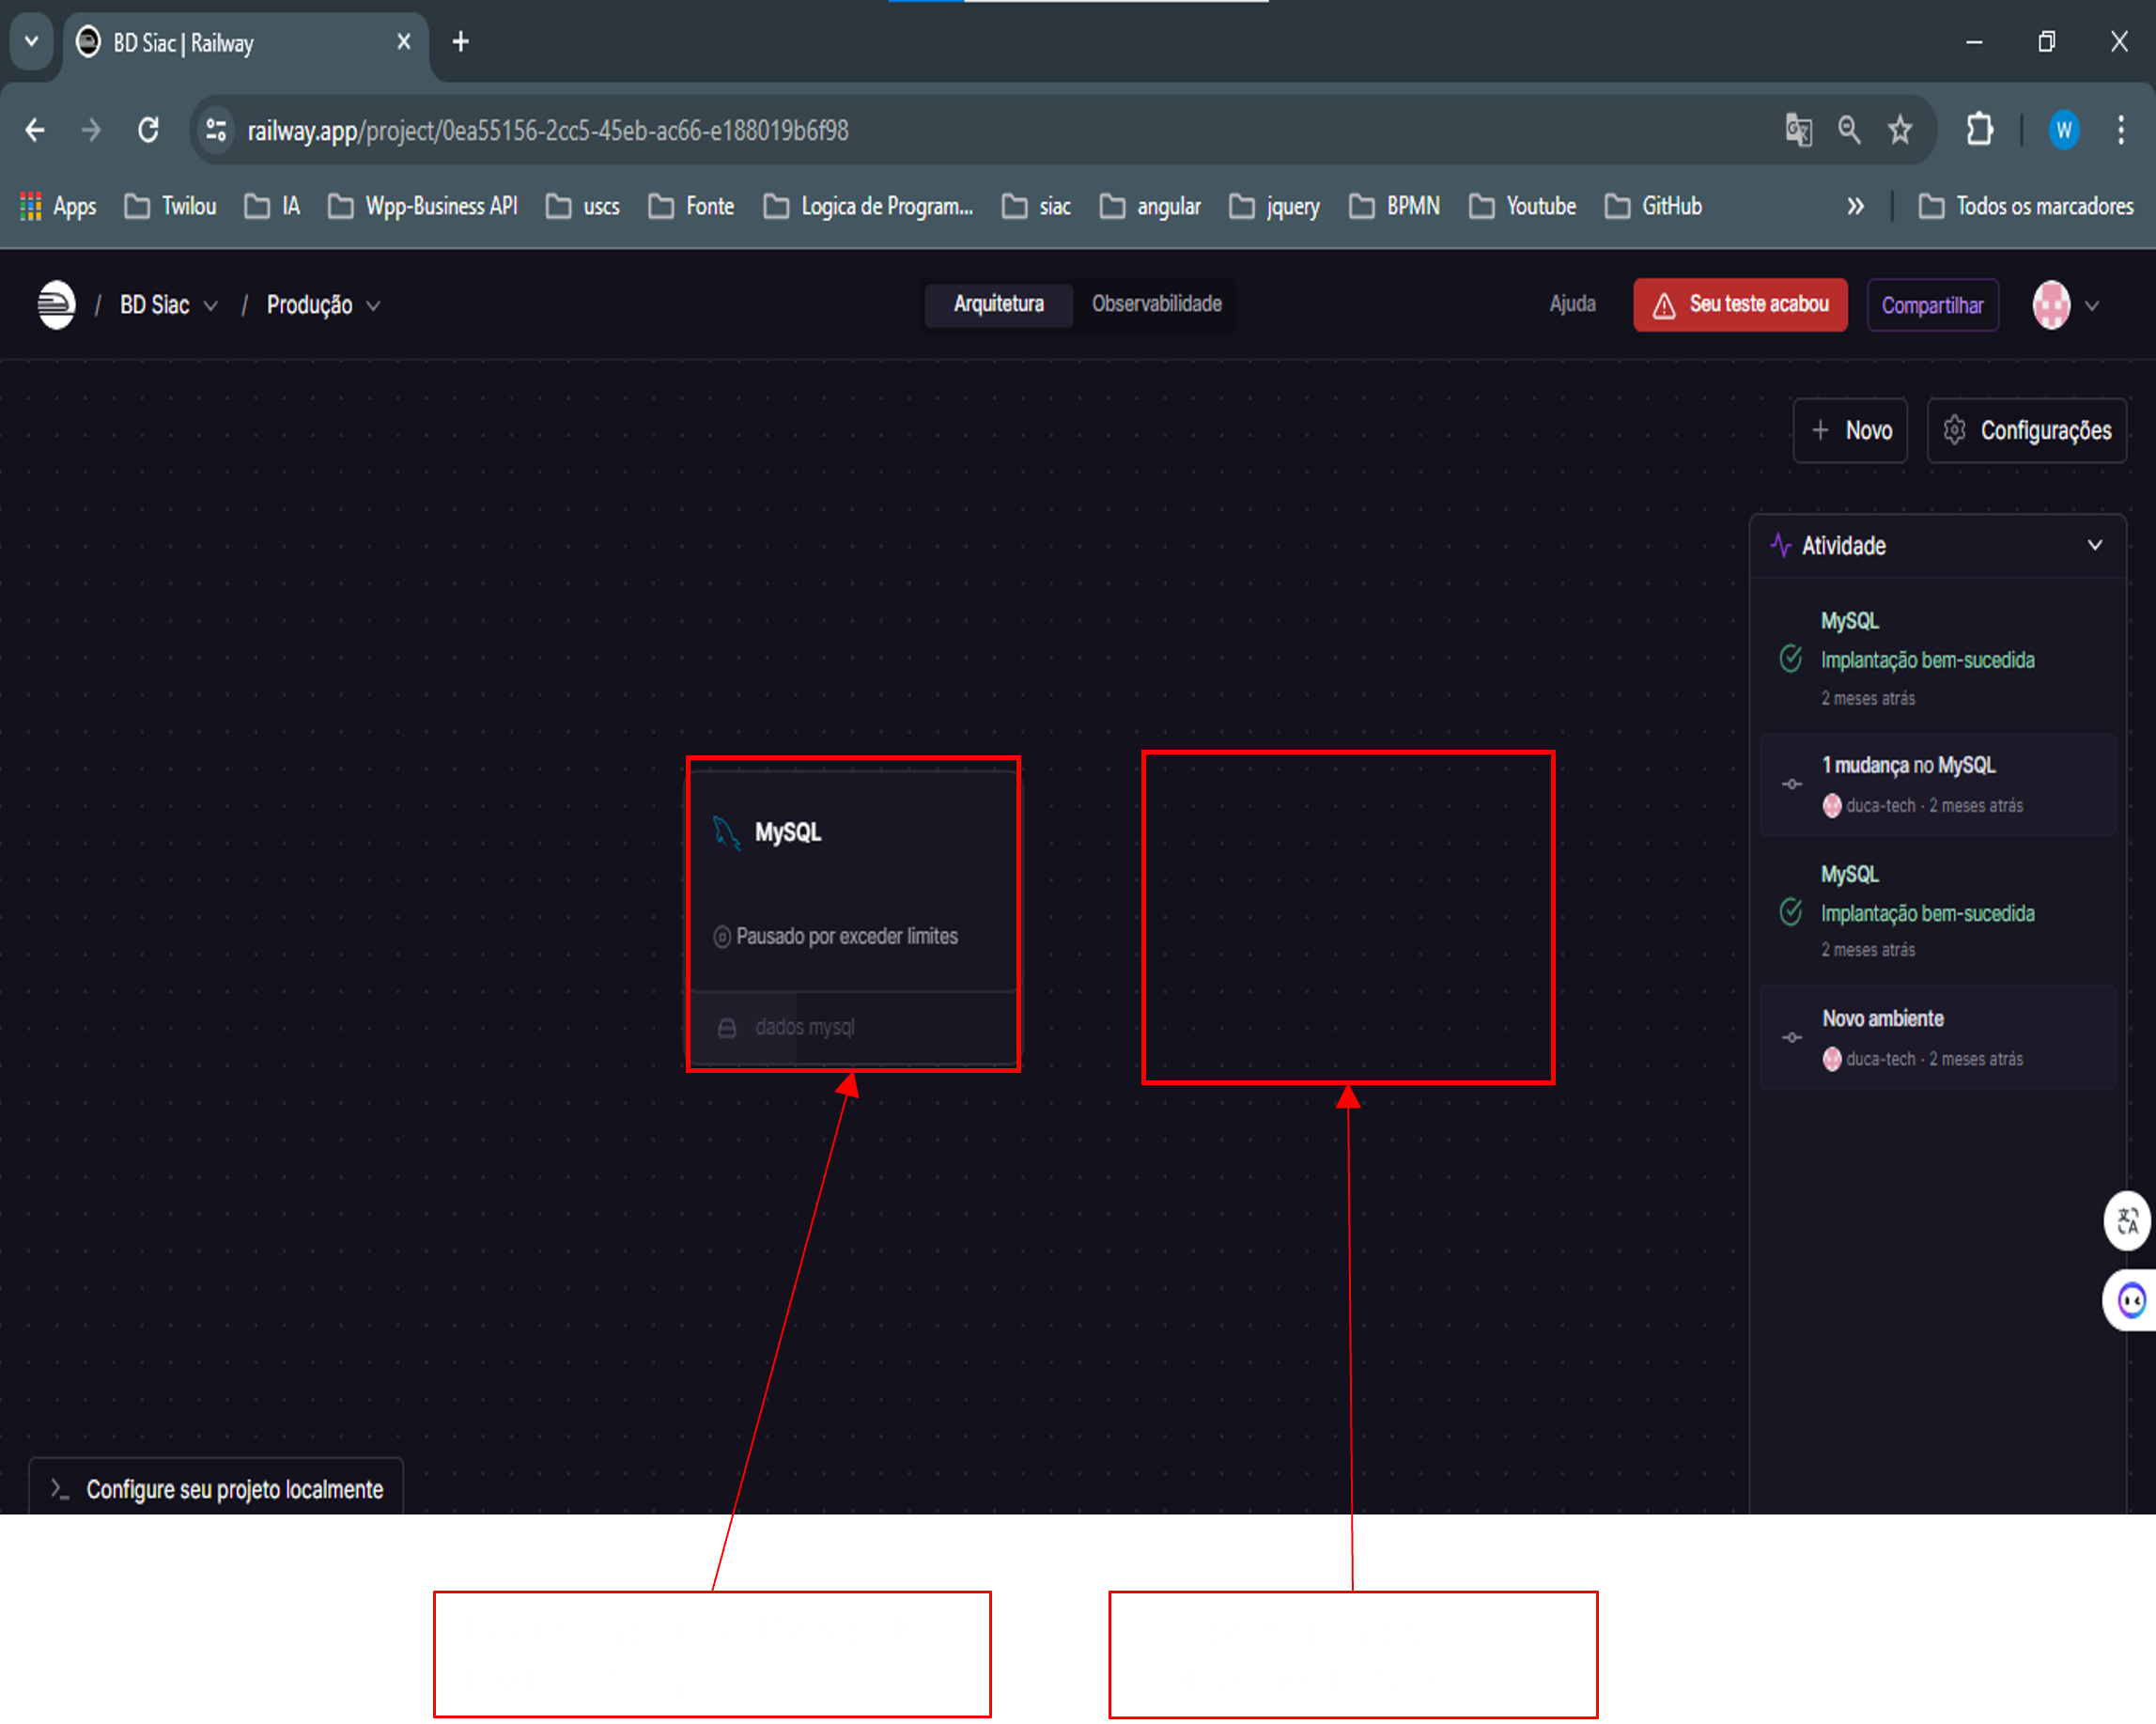 BD Siac | Railway
railway.app/project/0ea55156-2cc5-45eb-ac66-e188019b6f98
W
Apps Twilou IA Wpp-Business API uscs Fonte Logica de Program... siac angular jquery BPMN Youtube GitHub » Todos os marcadores
/ BD Siac / Produção Arquitetura Observabilidade Ajuda Seu teste acabou Compartilhar
+ Novo Configurações
Atividade
MySQL
Implantação bem-sucedida
2 meses atrás
1 mudança no MySQL
duca-tech · 2 meses atrás
MySQL
Implantação bem-sucedida
2 meses atrás
Novo ambiente
duca-tech · 2 meses atrás
MySQL
Pausado por exceder limites
dados mysql
Configure seu projeto localmente